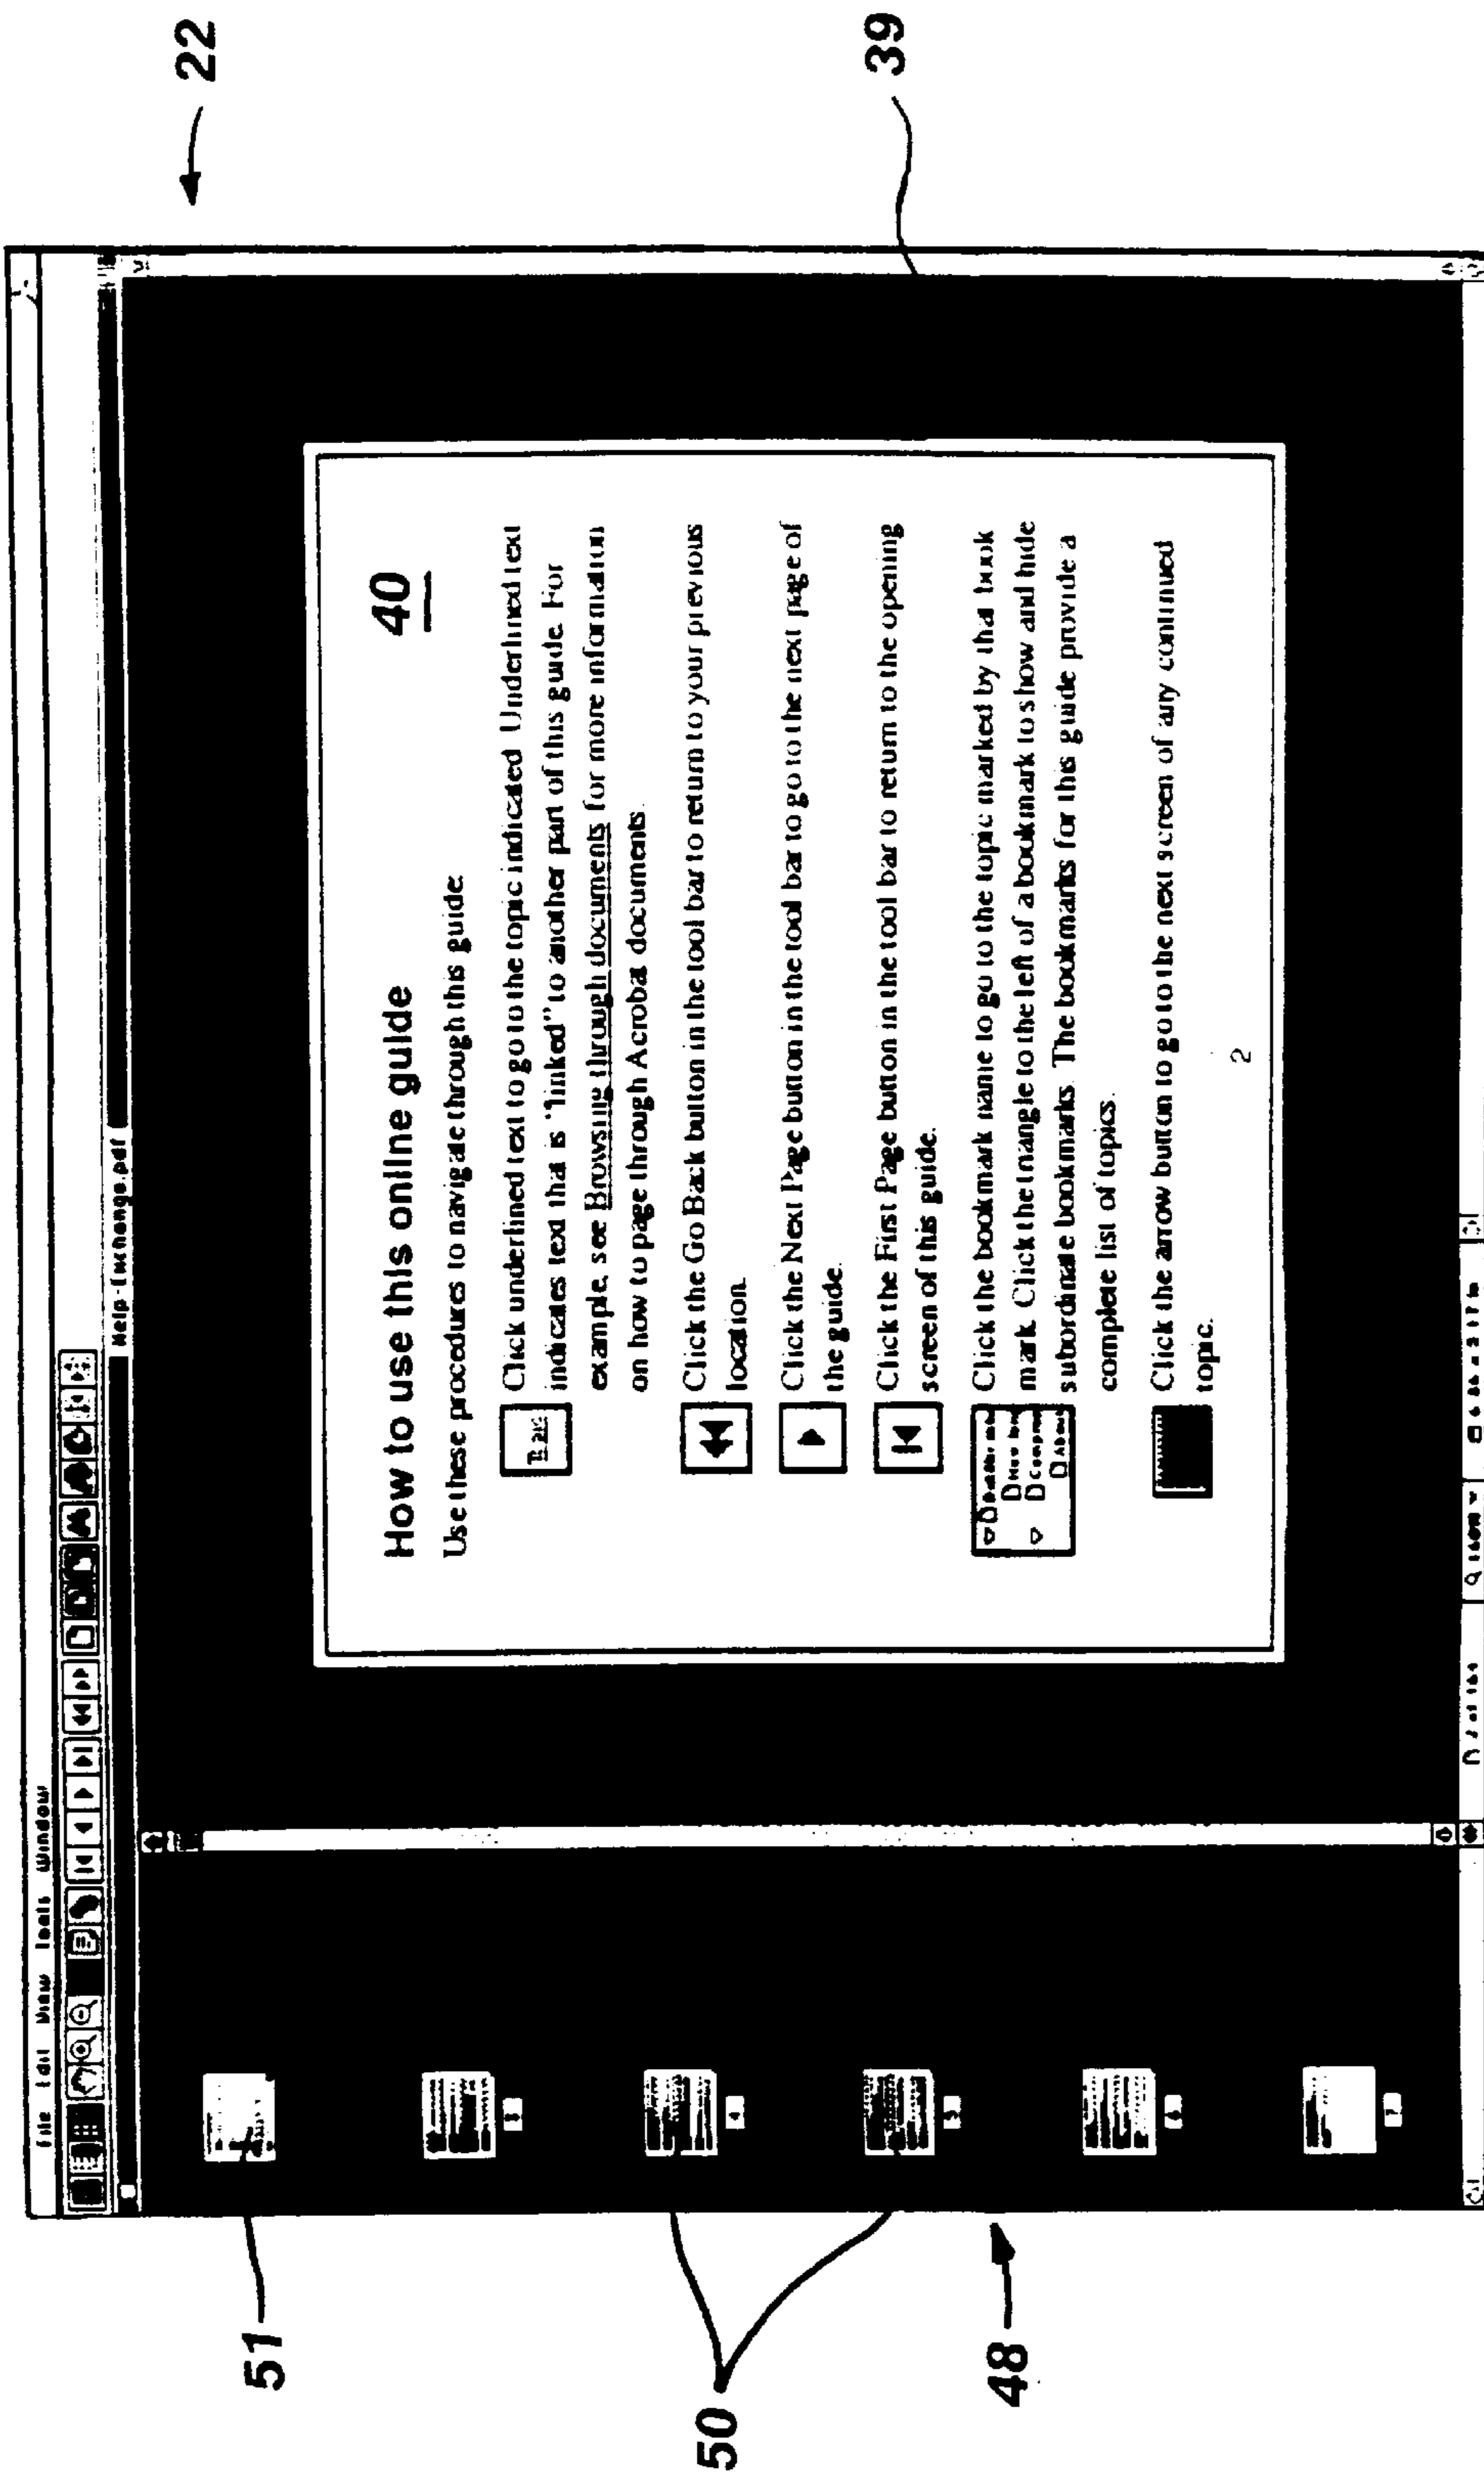 22
File Edit View Tools Window
Help-Exchange.pdf
51
50
48
39
3
4
5
6
7
How to use this online guide
40
Use these procedures to navigate through this guide.
Click underlined text to go to the topic indicated Underlined text
indicates text that is "linked" to another part of this guide. For
example, see Browsing through documents for more information
on how to page through Acrobat documents.
Click the Go Back button in the tool bar to return to your previous
location.
Click the Next Page button in the tool bar to go to the next page of
the guide.
Click the First Page button in the tool bar to return to the opening
screen of this guide.
Click the bookmark name to go to the topic marked by that book
mark. Click the triangle to the left of a bookmark to show and hide
subordinate bookmarks. The bookmarks for this guide provide a
complete list of topics.
Click the arrow button to go to the next screen of any continued
topic.
2
2 of 164